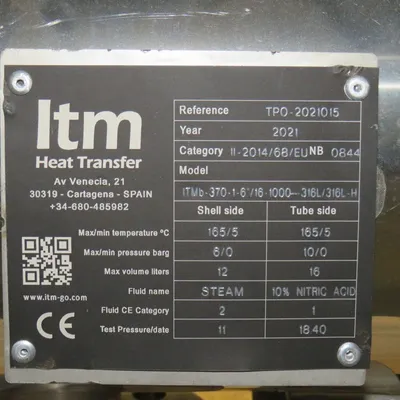 Itm
Heat Transfer
Av Venecia, 21
30319 - Cartagena - SPAIN
+34-680-485982
Reference TPO-2021015
Year 2021
Category II-2014/68/EU NB 0844
Model
ITMb-370-1-6'/16-1000---316L/316L-H
Shell side Tube side
Max/min temperature ºC 165/5 165/5
Max/min pressure barg 6/0 10/0
Max volume liters 12 16
Fluid name STEAM 10% NITRIC ACID
Fluid CE Category 2 1
Test Pressure/date 11 18.40
www.itm-go.com
CE